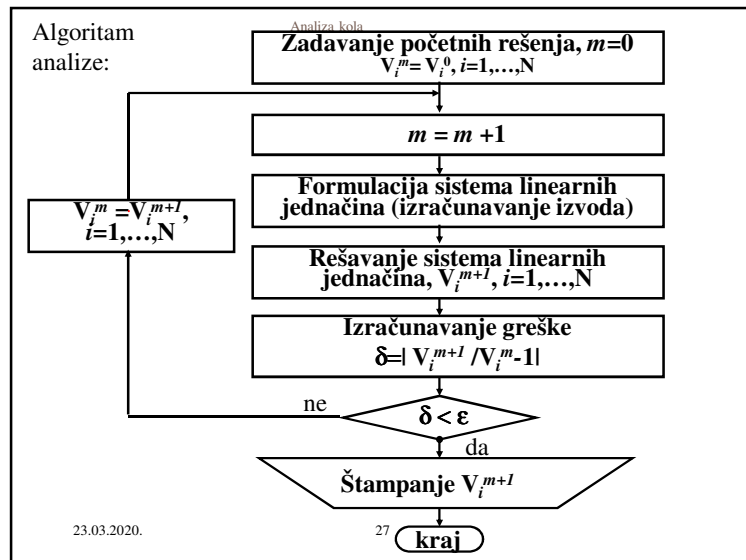 Analiza kola
Algoritam
analize:
Zadavanje početnih rešenja, m=0
Vᵢᵐ= Vᵢ⁰, i=1,…,N
m = m +1
Formulacija sistema linearnih
jednačina (izračunavanje izvoda)
Vᵢᵐ =Vᵢᵐ⁺¹,
i=1,…,N
Rešavanje sistema linearnih
jednačina, Vᵢᵐ⁺¹, i=1,…,N
Izračunavanje greške
δ=| Vᵢᵐ⁺¹ /Vᵢᵐ-1|
ne
δ < ε
da
Štampanje Vᵢᵐ⁺¹
23.03.2020.
27
kraj